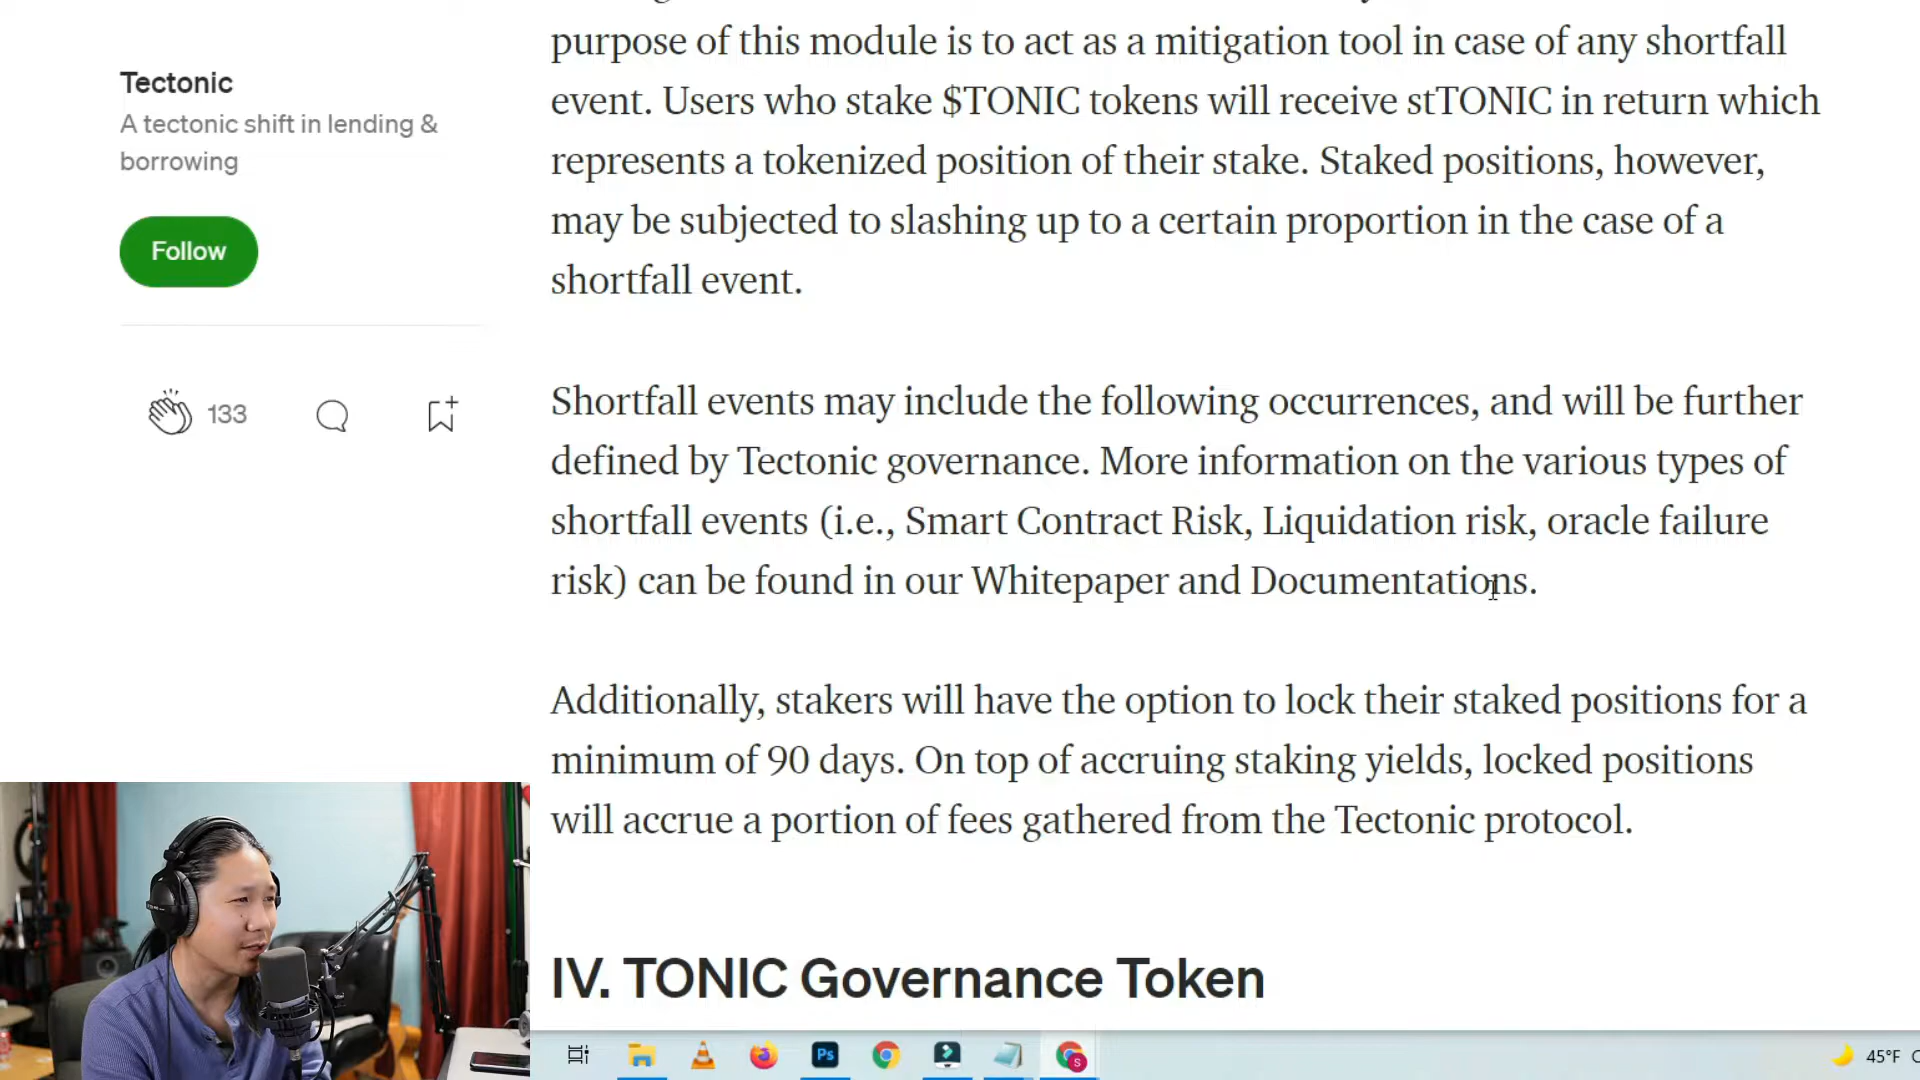 Tectonic
A tectonic shift in lending &
borrowing
Follow
133
purpose of this module is to act as a mitigation tool in case of any shortfall
event. Users who stake $TONIC tokens will receive stTONIC in return which
represents a tokenized position of their stake. Staked positions, however,
may be subjected to slashing up to a certain proportion in the case of a
shortfall event.
Shortfall events may include the following occurrences, and will be further
defined by Tectonic governance. More information on the various types of
shortfall events (i.e., Smart Contract Risk, Liquidation risk, oracle failure
risk) can be found in our Whitepaper and Documentations.
Additionally, stakers will have the option to lock their staked positions for a
minimum of 90 days. On top of accruing staking yields, locked positions
will accrue a portion of fees gathered from the Tectonic protocol.
IV. TONIC Governance Token
Ps
S
45°F